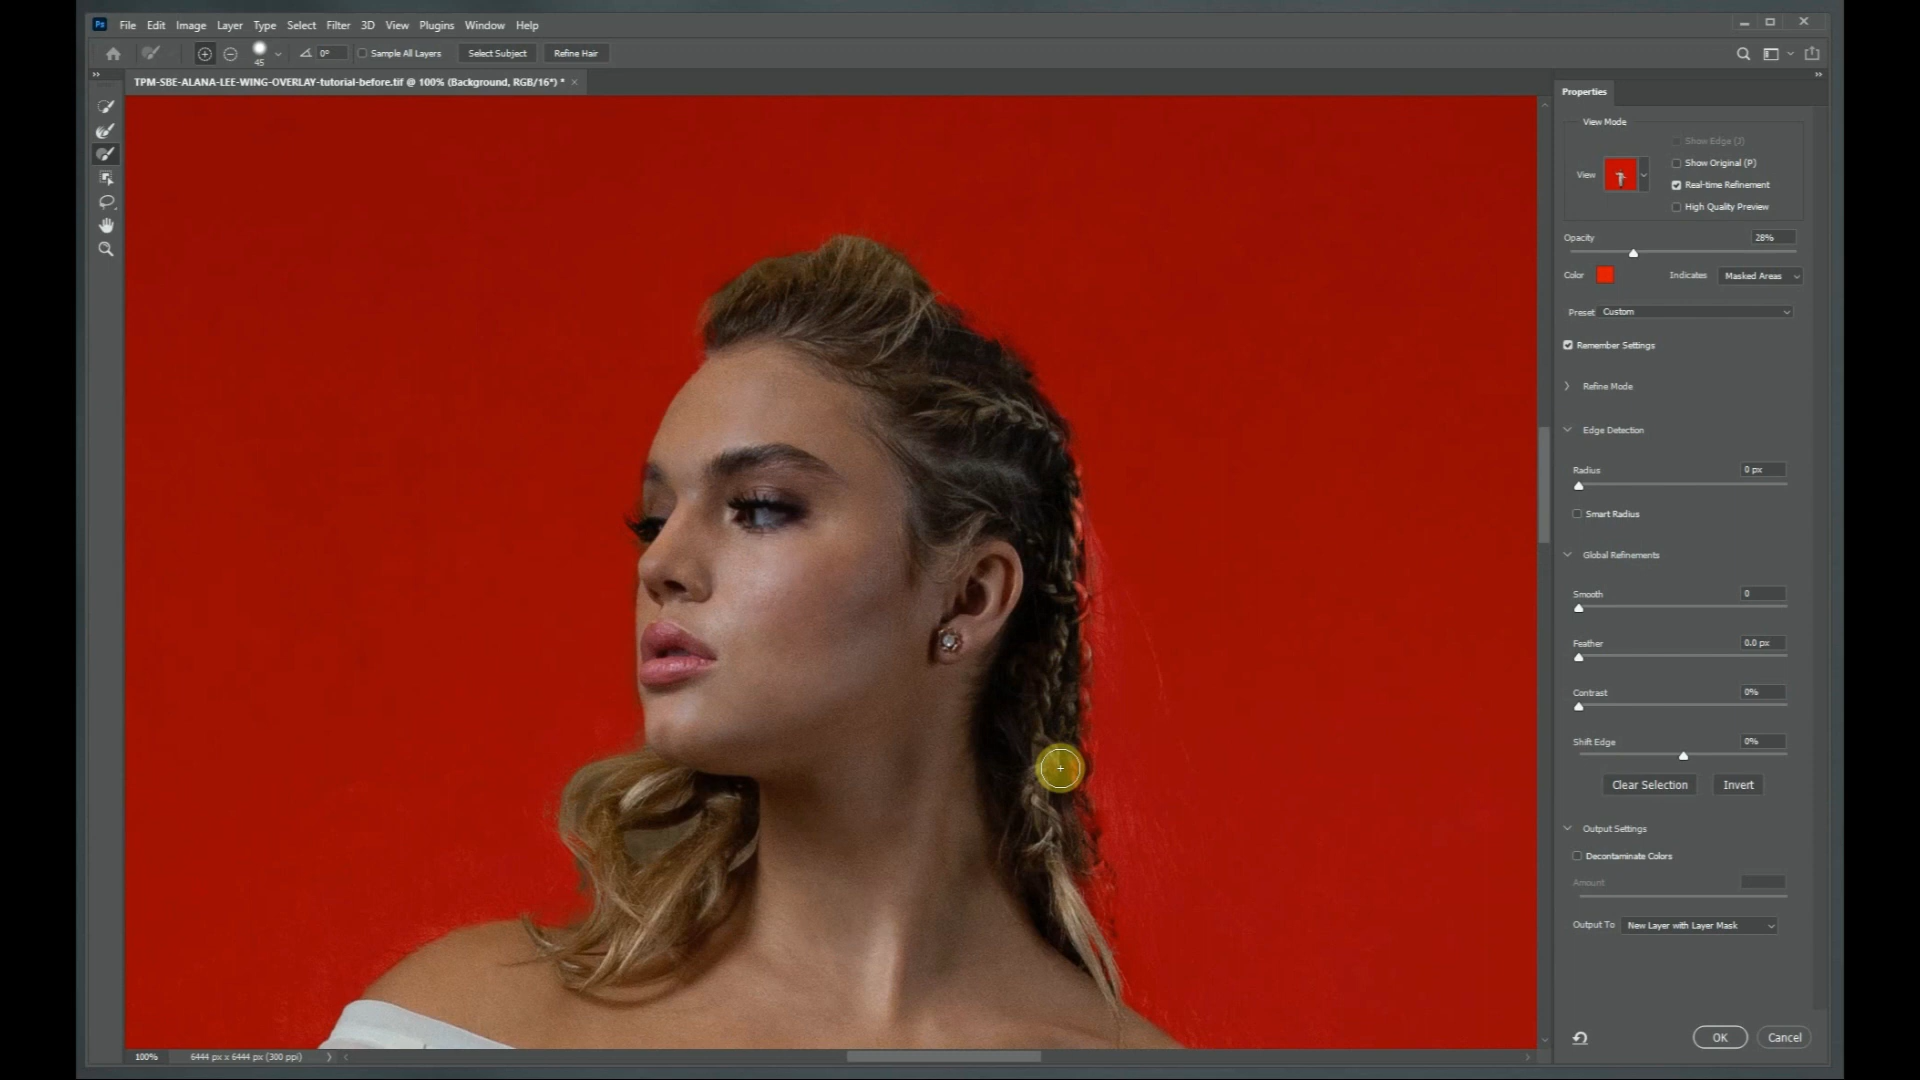 Ps File Edit Image Layer Type Select Filter 3D View Plugins Window Help
45 0° Sample All Layers Select Subject Refine Hair
TPM-SBE-ALANA-LEE-WING-OVERLAY-tutorial-before.tif @ 100% (Background, RGB/16*) *
Properties
View Mode
Show Edge (J)
Show Original (P)
View
Real-time Refinement
High Quality Preview
Opacity 28%
Color Indicates Masked Areas
Preset Custom
Remember Settings
Refine Mode
Edge Detection
Radius 0 px
Smart Radius
Global Refinements
Smooth 0
Feather 0.0 px
Contrast 0%
Shift Edge 0%
Clear Selection Invert
Output Settings
Decontaminate Colors
Amount
Output To New Layer with Layer Mask
OK Cancel
100% 6444 px x 6444 px (300 ppi)